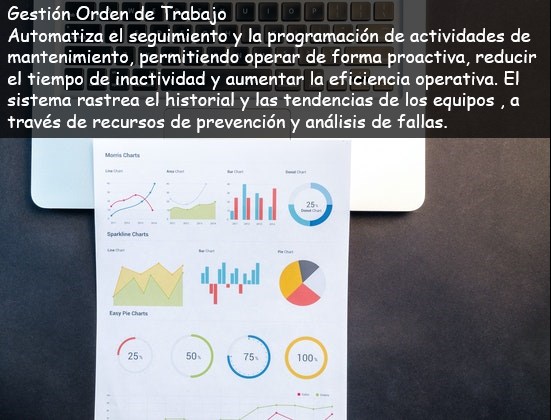 Gestión Orden de Trabajo
Automatiza el seguimiento y la programación de actividades de
mantenimiento, permitiendo operar de forma proactiva, reducir
el tiempo de inactividad y aumentar la eficiencia operativa. El
sistema rastrea el historial y las tendencias de los equipos , a
través de recursos de prevención y análisis de fallas.
Morris Charts
Line Chart
Area Chart
Bar Chart
Donut Chart
25%
Donut Chart
Sparkline Charts
Line Chart
Bar Chart
Pie Chart
Easy Pie Charts
25%
50%
75%
100%